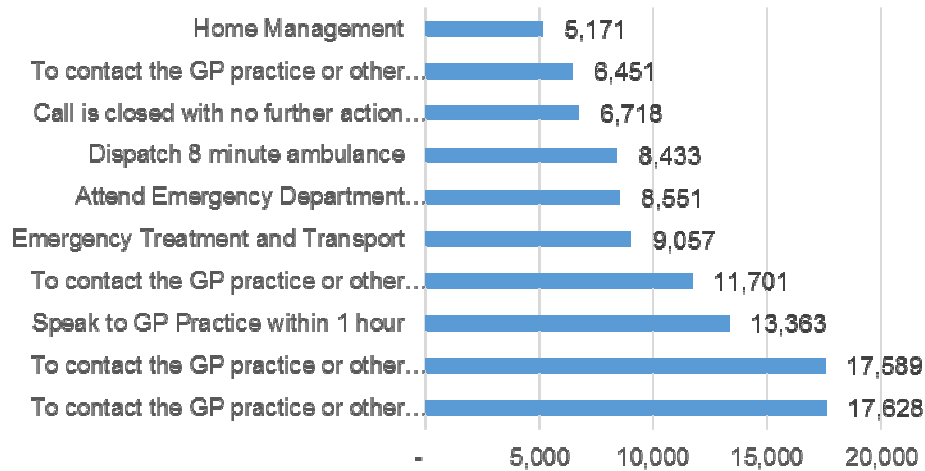 Home Management 5,171
To contact the GP practice or other... 6,451
Call is closed with no further action... 6,718
Dispatch 8 minute ambulance 8,433
Attend Emergency Department... 8,551
Emergency Treatment and Transport 9,057
To contact the GP practice or other... 11,701
Speak to GP Practice within 1 hour 13,363
To contact the GP practice or other... 17,589
To contact the GP practice or other... 17,628
- 5,000 10,000 15,000 20,000